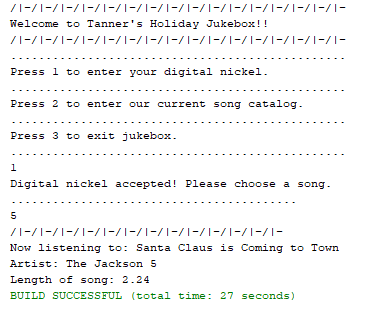 /|-/|-/|-/|-/|-/|-/|-/|-/|-/|-/|-/|-/|-/|-/|-/|-
Welcome to Tanner's Holiday Jukebox!!
/|-/|-/|-/|-/|-/|-/|-/|-/|-/|-/|-/|-/|-/|-/|-/|-
................................................
Press 1 to enter your digital nickel.
................................................
Press 2 to enter our current song catalog.
................................................
Press 3 to exit jukebox.
................................................
1
Digital nickel accepted! Please choose a song.
.........................................
5
/|-/|-/|-/|-/|-/|-/|-/|-/|-/|-/|-/|-/|-
Now listening to: Santa Claus is Coming to Town
Artist: The Jackson 5
Length of song: 2.24
BUILD SUCCESSFUL (total time: 27 seconds)